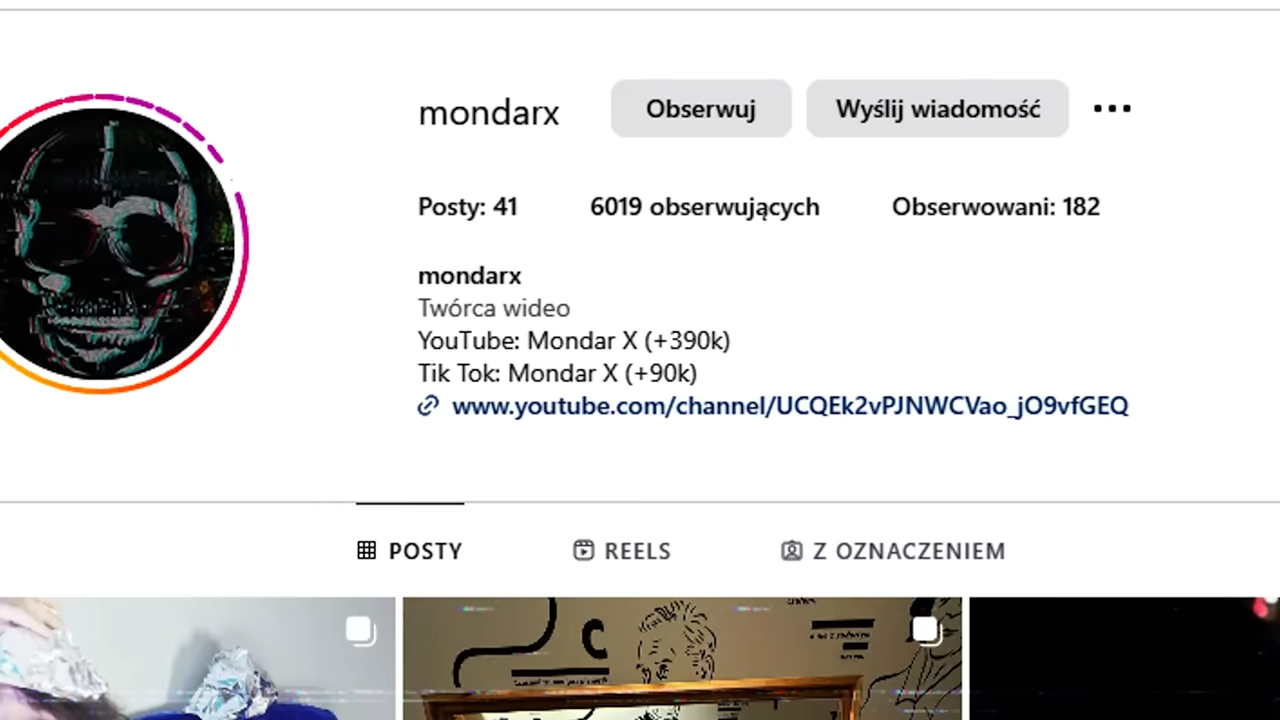 mondarx
Obserwuj
Wyślij wiadomość
Posty: 41
6019 obserwujących
Obserwowani: 182
mondarx
Twórca wideo
YouTube: Mondar X (+390k)
Tik Tok: Mondar X (+90k)
www.youtube.com/channel/UCQEk2vPJNWCVao_jO9vfGEQ
POSTY
REELS
Z OZNACZENIEM
C